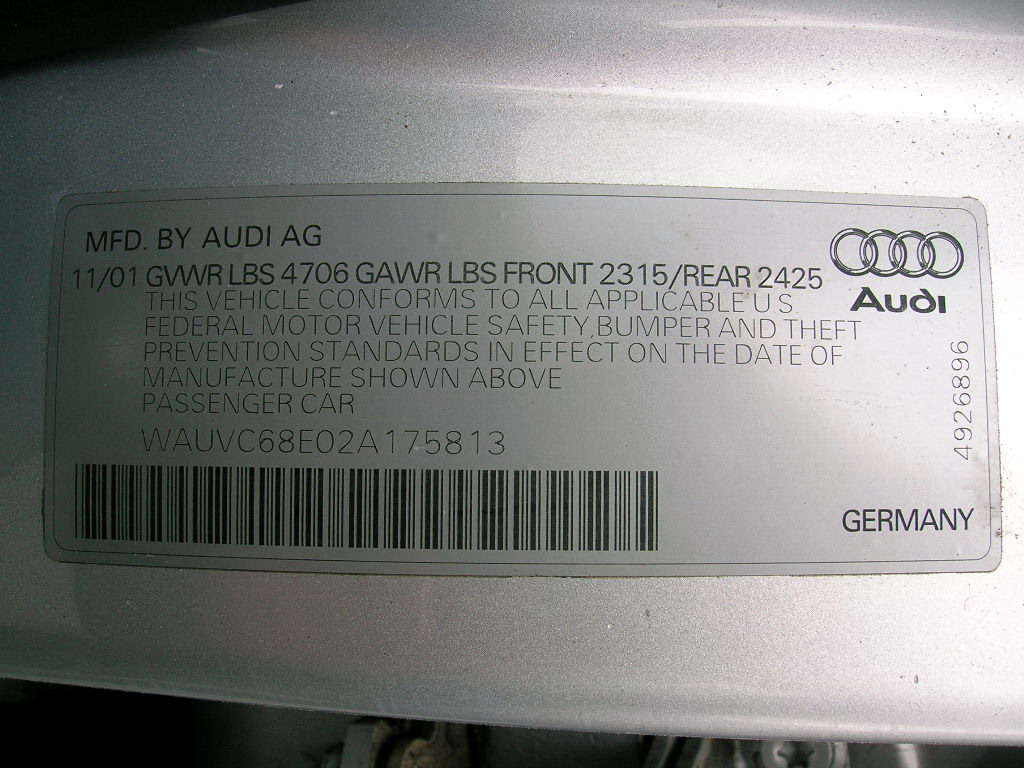 MFD. BY AUDI AG
11/01 GVWR LBS 4706 GAWR LBS FRONT 2315/REAR 2425
THIS VEHICLE CONFORMS TO ALL APPLICABLE U S
FEDERAL MOTOR VEHICLE SAFETY,BUMPER AND THEFT
PREVENTION STANDARDS IN EFFECT ON THE DATE OF
MANUFACTURE SHOWN ABOVE
PASSENGER CAR
WAUVC68E02A175813
Audi
4926896
GERMANY